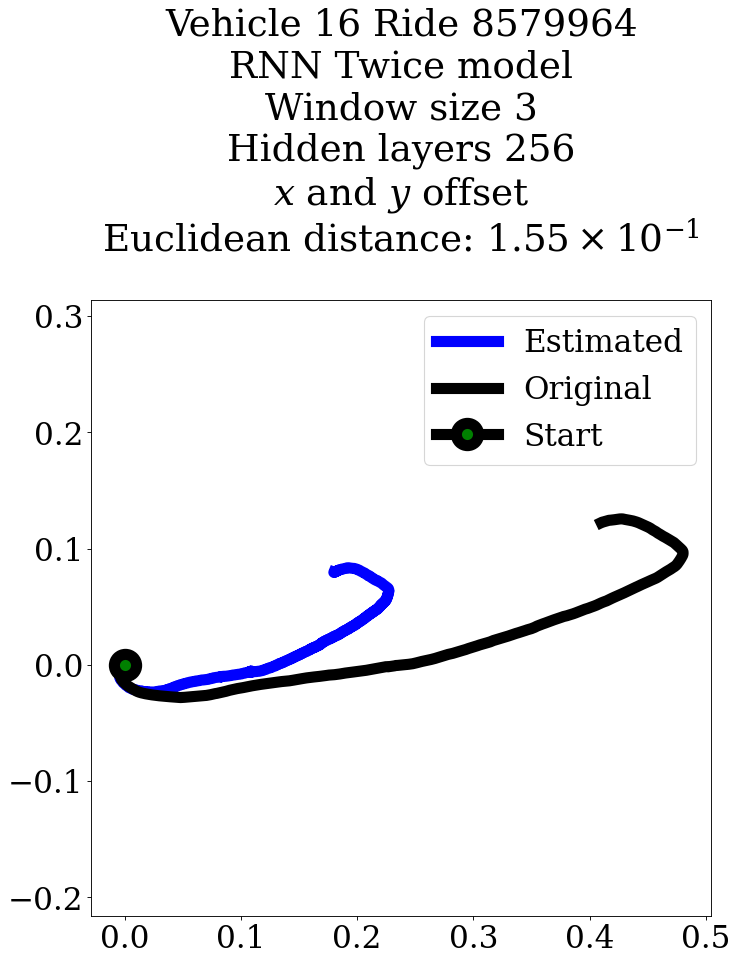 Vehicle 16 Ride 8579964
RNN Twice model
Window size 3
Hidden layers 256
x and y offset
Euclidean distance: 1.55 × 10⁻¹
0.3
0.2
0.1
0.0
−0.1
−0.2
Estimated
Original
Start
0.0 0.1 0.2 0.3 0.4 0.5